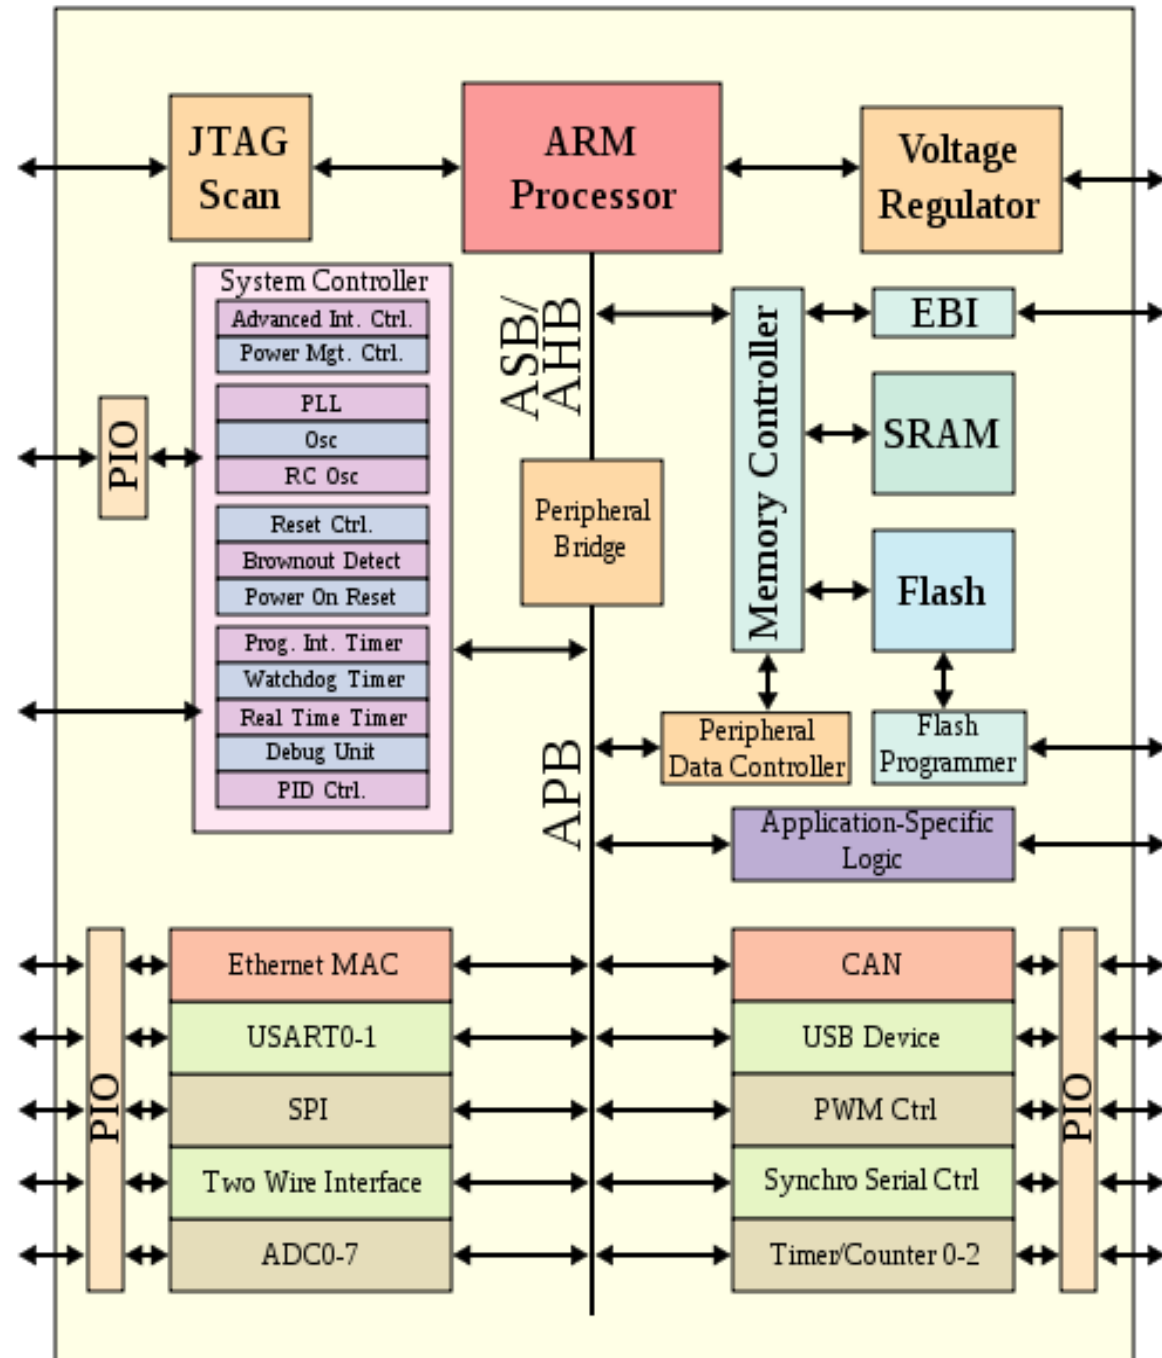 JTAG
Scan
ARM
Processor
Voltage
Regulator
System Controller
Advanced Int. Ctrl.
Power Mgt. Ctrl.
PLL
Osc
RC Osc
Reset Ctrl.
Brownout Detect
Power On Reset
Prog. Int. Timer
Watchdog Timer
Real Time Timer
Debug Unit
PID Ctrl.
PIO
ASB/
AHB
Peripheral
Bridge
APB
Memory Controller
EBI
SRAM
Flash
Peripheral
Data Controller
Flash
Programmer
Application-Specific
Logic
PIO
Ethernet MAC
USART0-1
SPI
Two Wire Interface
ADC0-7
CAN
USB Device
PWM Ctrl
Synchro Serial Ctrl
Timer/Counter 0-2
PIO